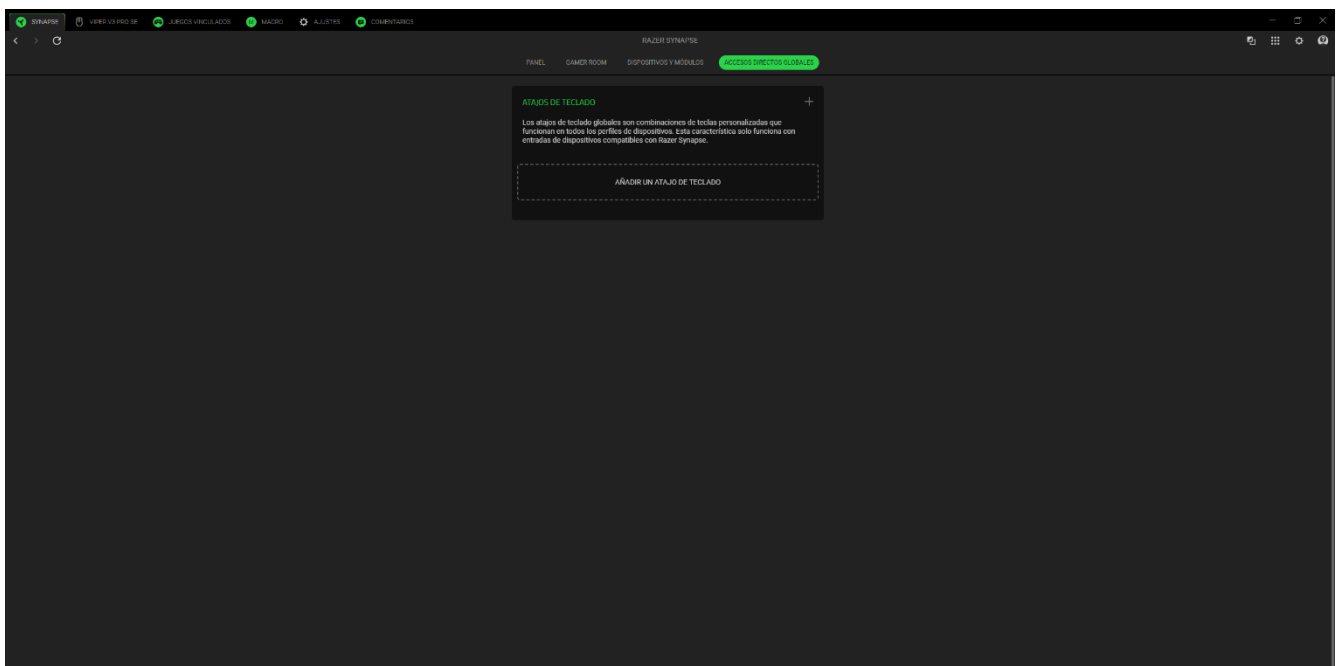 SYNAPSE VIPER V3 PRO SE JUEGOS VINCULADOS MACRO AJUSTES COMENTARIOS
RAZER SYNAPSE
PANEL GAMER ROOM DISPOSITIVOS Y MÓDULOS ACCESOS DIRECTOS GLOBALES
ATAJOS DE TECLADO
Los atajos de teclado globales son combinaciones de teclas personalizadas que
funcionan en todos los perfiles de dispositivos. Esta característica solo funciona con
entradas de dispositivos compatibles con Razer Synapse.
AÑADIR UN ATAJO DE TECLADO